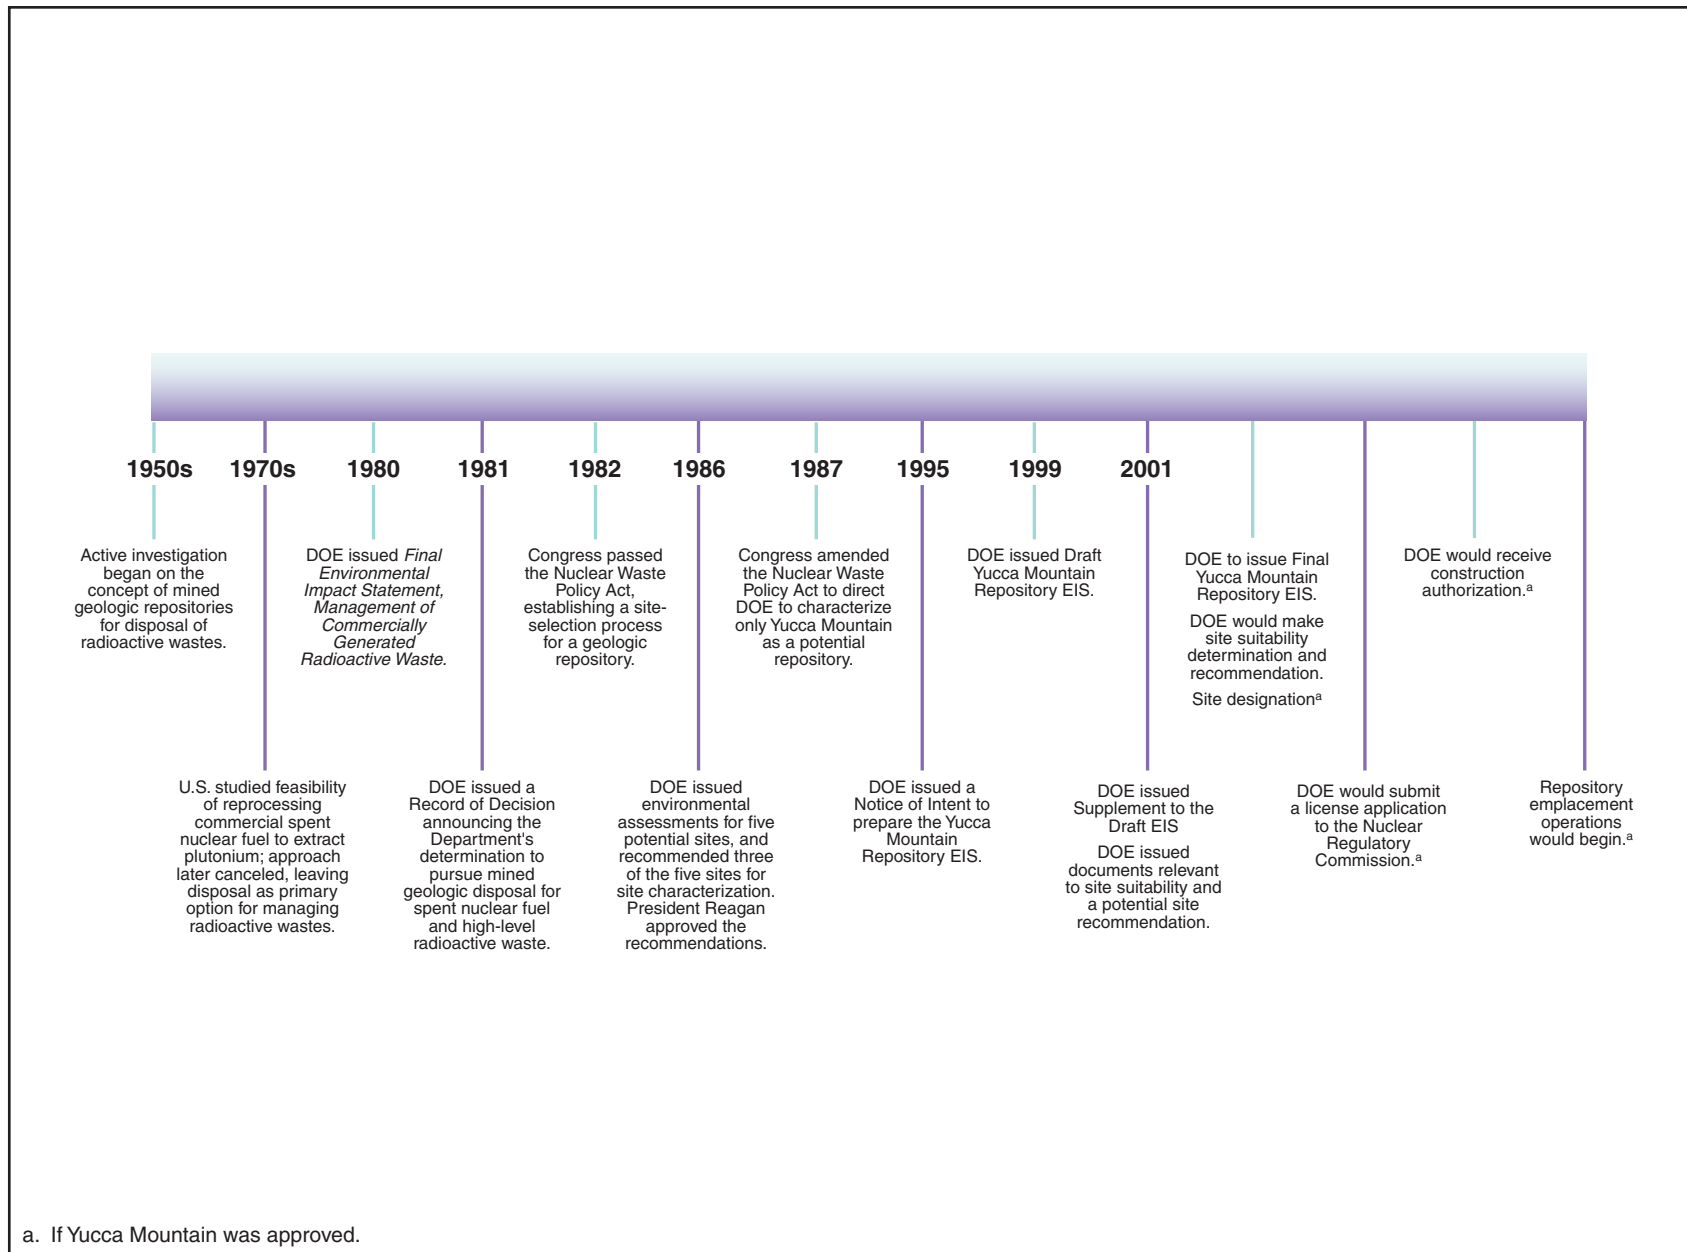 1950s
1970s
1980
1981
1982
1986
1987
1995
1999
2001
Active investigation
began on the
concept of mined
geologic repositories
for disposal of
radioactive wastes.
DOE issued Final
Environmental
Impact Statement,
Management of
Commercially
Generated
Radioactive Waste.
Congress passed
the Nuclear Waste
Policy Act,
establishing a site-
selection process
for a geologic
repository.
Congress amended
the Nuclear Waste
Policy Act to direct
DOE to characterize
only Yucca Mountain
as a potential
repository.
DOE issued Draft
Yucca Mountain
Repository EIS.
DOE to issue Final
Yucca Mountain
Repository EIS.
DOE would make
site suitability
determination and
recommendation.
Site designationa
DOE would receive
construction
authorization.a
U.S. studied feasibility
of reprocessing
commercial spent
nuclear fuel to extract
plutonium; approach
later canceled, leaving
disposal as primary
option for managing
radioactive wastes.
DOE issued a
Record of Decision
announcing the
Department's
determination to
pursue mined
geologic disposal for
spent nuclear fuel
and high-level
radioactive waste.
DOE issued
environmental
assessments for five
potential sites, and
recommended three
of the five sites for
site characterization.
President Reagan
approved the
recommendations.
DOE issued a
Notice of Intent to
prepare the Yucca
Mountain
Repository EIS.
DOE issued
Supplement to the
Draft EIS
DOE issued
documents relevant
to site suitability and
a potential site
recommendation.
DOE would submit
a license application
to the Nuclear
Regulatory
Commission.a
Repository
emplacement
operations
would begin.a
a. If Yucca Mountain was approved.